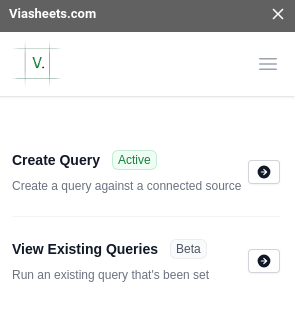 Viasheets.com
V.
Create Query Active
Create a query against a connected source
View Existing Queries Beta
Run an existing query that's been set